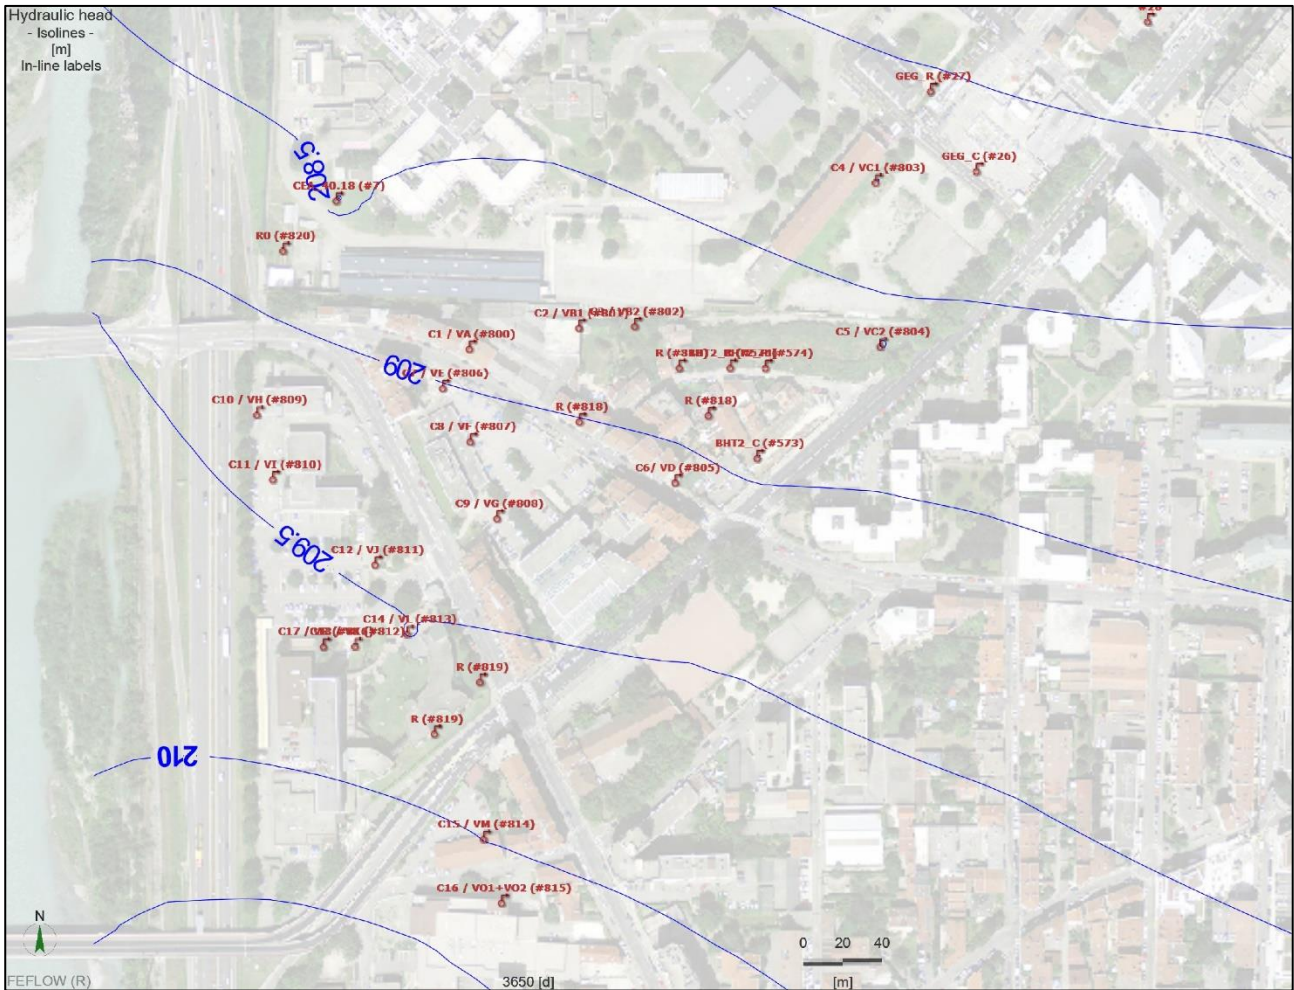 Hydraulic head
- Isolines -
[m]
In-line labels
#28
GEG_R (#27)
GEG_C (#26)
C4 / VC1 (#803)
208.5
R0 (#820)
(#802)
C2 / VB1
C1 / VA (#800)
C5 / VC2 (#804)
209
VE (#806)
C10 / VH (#809)
R (#818)
R (#818)
C8 / VF (#807)
BHT2_C (#573)
C11 / VI (#810)
C6/ VD (#805)
C9 / VG (#808)
209.5
C12 / VJ (#811)
C14 / VL (#813)
C17 /
(#812)
R (#819)
R (#819)
210
C15 / VM (#814)
C16 / VO1+VO2 (#815)
N
0 20 40
FEFLOW (R)
3650 [d]
[m]